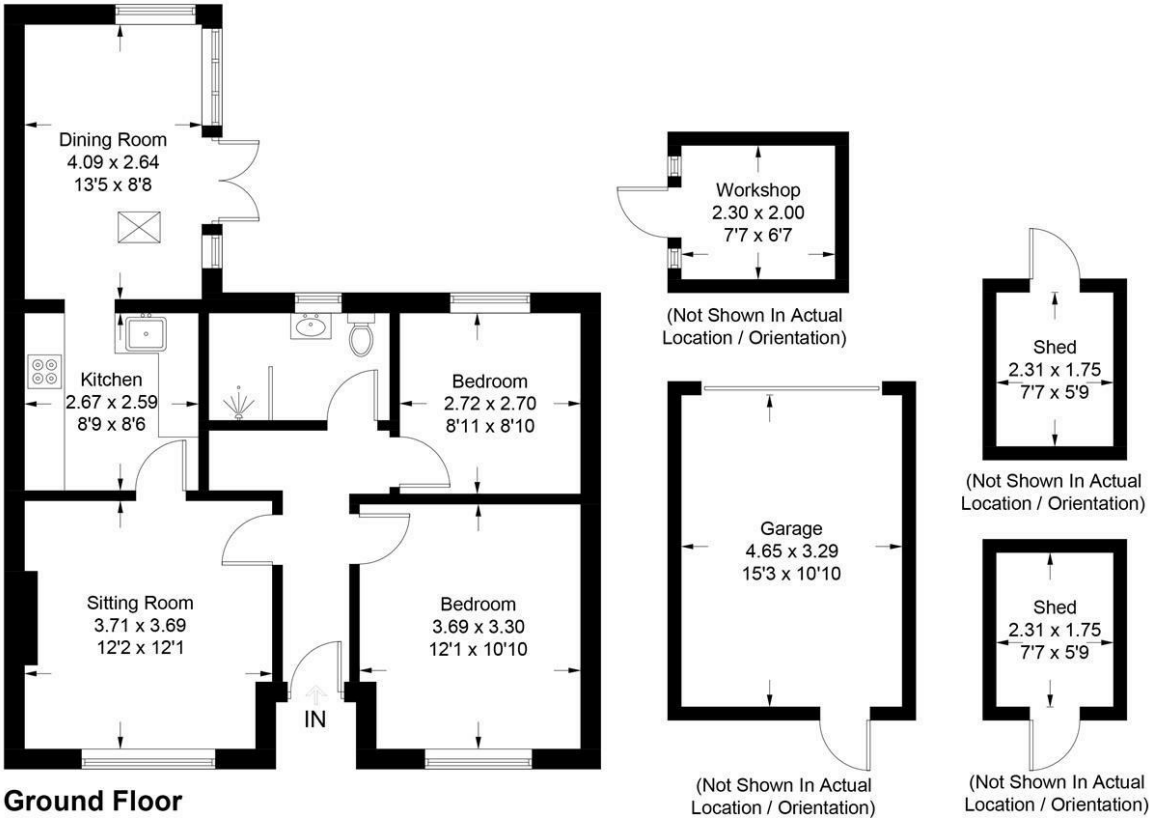 Dining Room
4.09 x 2.64
13'5 x 8'8
Kitchen
2.67 x 2.59
8'9 x 8'6
Bedroom
2.72 x 2.70
8'11 x 8'10
Sitting Room
3.71 x 3.69
12'2 x 12'1
Bedroom
3.69 x 3.30
12'1 x 10'10
IN
Ground Floor
Workshop
2.30 x 2.00
7'7 x 6'7
(Not Shown In Actual
Location / Orientation)
Garage
4.65 x 3.29
15'3 x 10'10
(Not Shown In Actual
Location / Orientation)
Shed
2.31 x 1.75
7'7 x 5'9
(Not Shown In Actual
Location / Orientation)
Shed
2.31 x 1.75
7'7 x 5'9
(Not Shown In Actual
Location / Orientation)